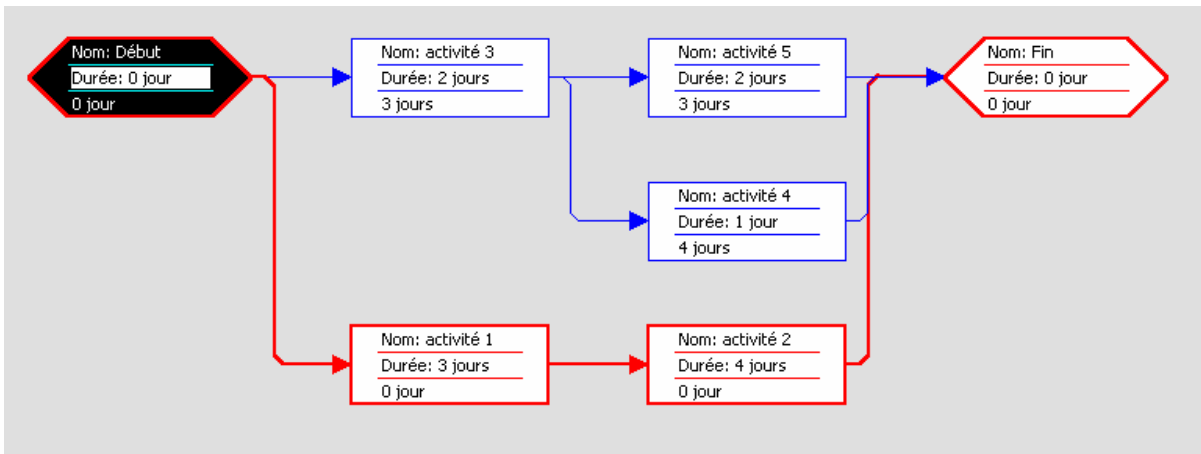 Nom: Début
Durée: 0 jour
0 jour
Nom: activité 3
Durée: 2 jours
3 jours
Nom: activité 5
Durée: 2 jours
3 jours
Nom: Fin
Durée: 0 jour
0 jour
Nom: activité 4
Durée: 1 jour
4 jours
Nom: activité 1
Durée: 3 jours
0 jour
Nom: activité 2
Durée: 4 jours
0 jour